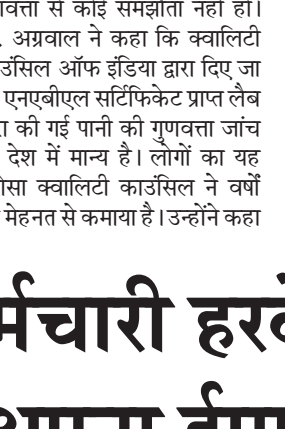 गुणवत्ता से कोई समझौता नहीं हो।
. अग्रवाल ने कहा कि क्वालिटी
उंसिल ऑफ इंडिया द्वारा दिए जा
एनएबीएल सर्टिफिकेट प्राप्त लैब
रा की गई पानी की गुणवत्ता जांच
देश में मान्य है। लोगों का यह
ोसा क्वालिटी काउंसिल ने वर्षों
मेहनत से कमाया है। उन्होंने कहा
र्मचारी हरवे